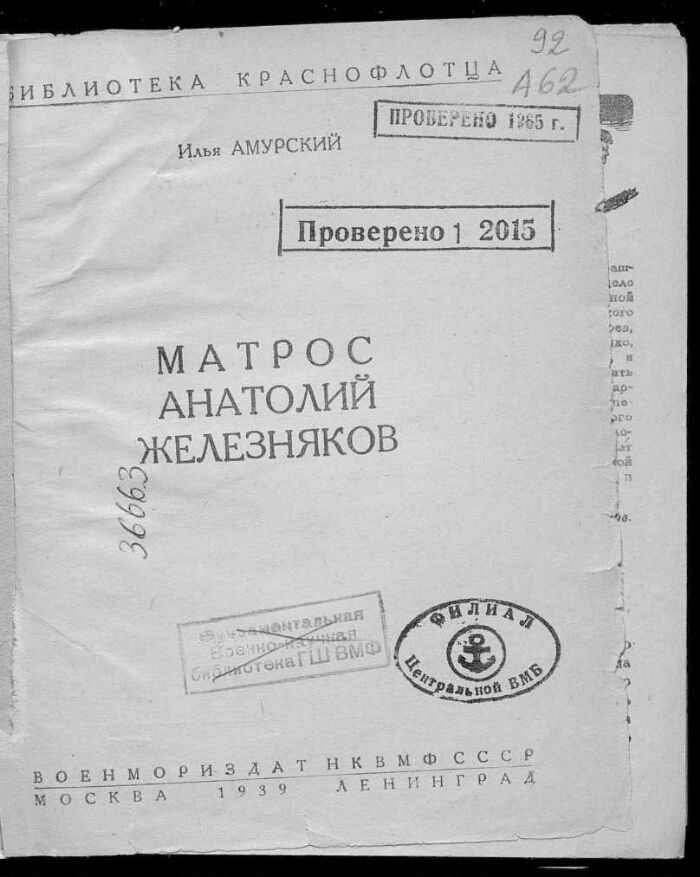 92
А62
БИБЛИОТЕКА КРАСНОФЛОТЦА
ПРОВЕРЕНО 1965 г.
Илья АМУРСКИЙ
Проверено 1 2015
МАТРОС
АНАТОЛИЙ
ЖЕЛЕЗНЯКОВ
36663
Фундаментальная
Военно-научная
библиотека ГШ ВМФ
ФИЛИАЛ
Центральной ВМБ
ВОЕНМОРИЗДАТ НКВМФ СССР
МОСКВА 1939 ЛЕНИНГРАД